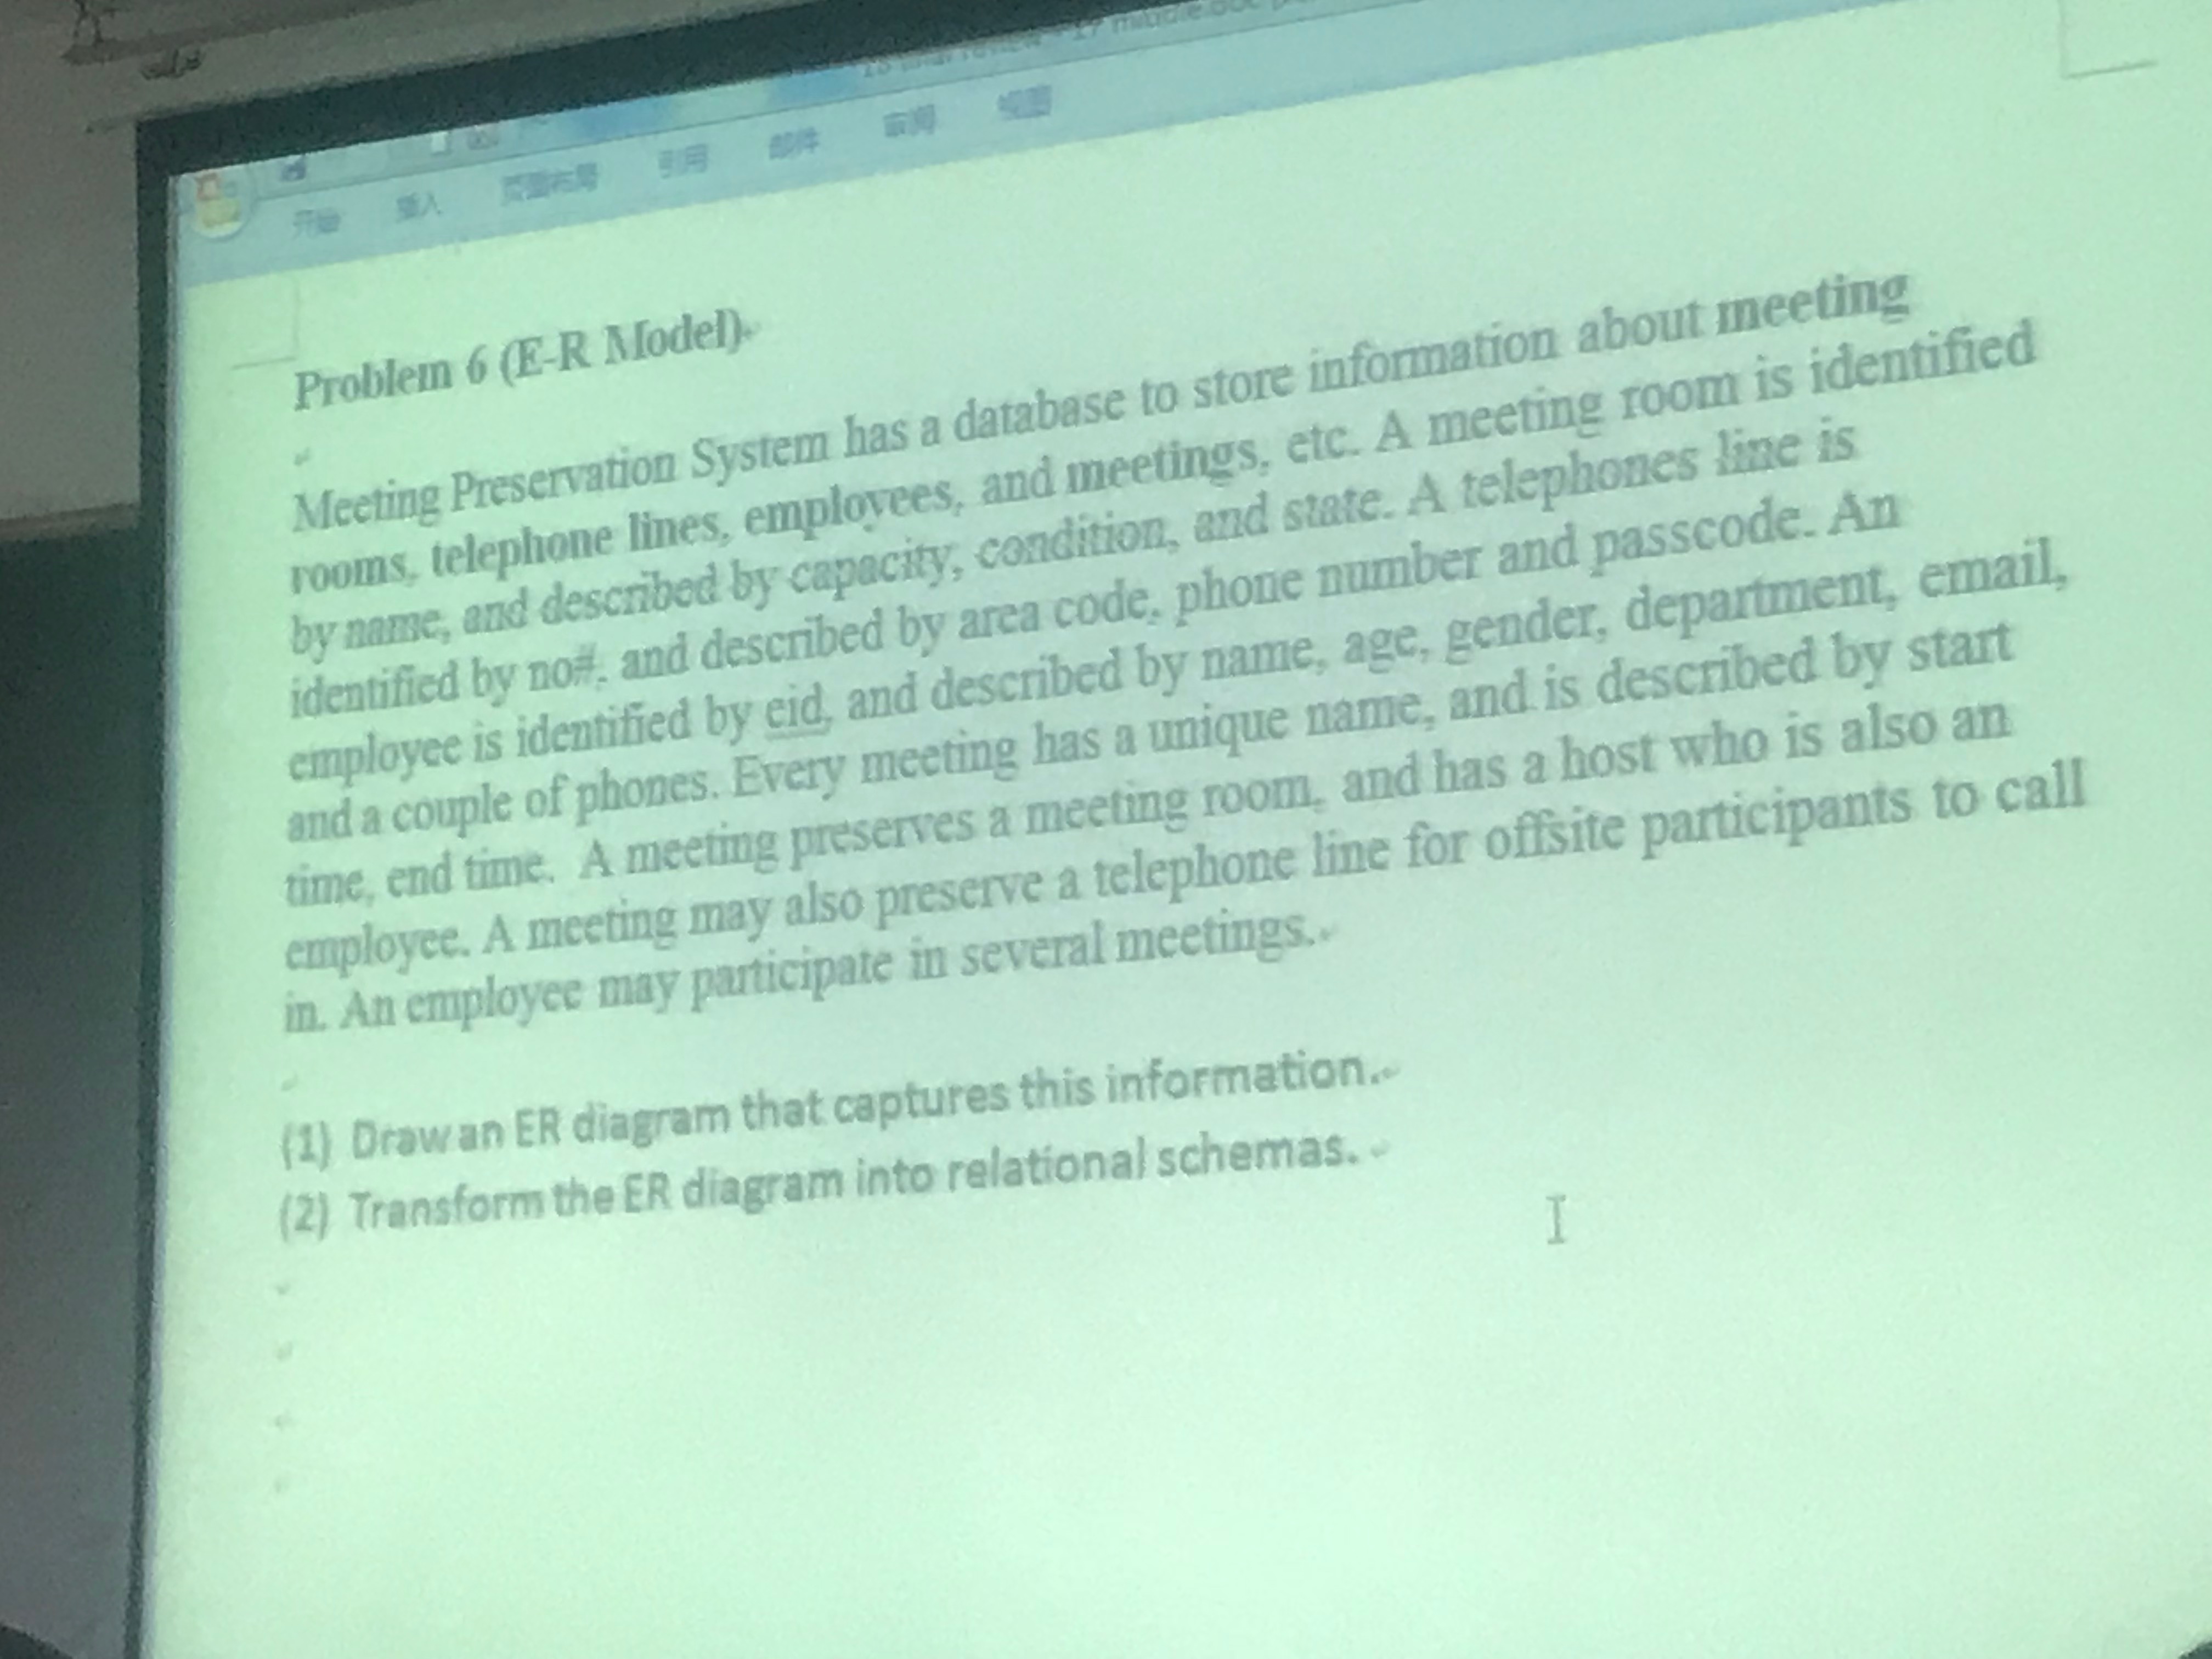 开始 插入 页面布局 引用 邮件 审阅 视图
Problem 6 (E-R Model)
Meeting Preservation System has a database to store information about meeting
rooms, telephone lines, employees, and meetings, etc. A meeting room is identified
by name, and described by capacity, condition, and state. A telephones line is
identified by no#, and described by area code, phone number and passcode. An
employee is identified by eid, and described by name, age, gender, department, email,
and a couple of phones. Every meeting has a unique name, and is described by start
time, end time. A meeting preserves a meeting room, and has a host who is also an
employee. A meeting may also preserve a telephone line for offsite participants to call
in. An employee may participate in several meetings.
(1) Draw an ER diagram that captures this information.
(2) Transform the ER diagram into relational schemas.